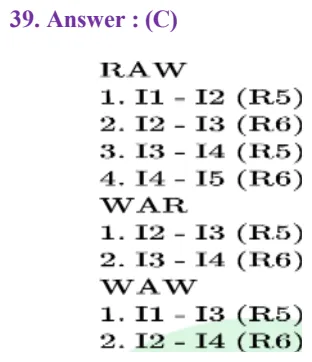 39. Answer : (C)
RAW
1. I1 - I2 (R5)
2. I2 - I3 (R6)
3. I3 - I4 (R5)
4. I4 - I5 (R6)
WAR
1. I2 - I3 (R5)
2. I3 - I4 (R6)
WAW
1. I1 - I3 (R5)
2. I2 - I4 (R6)